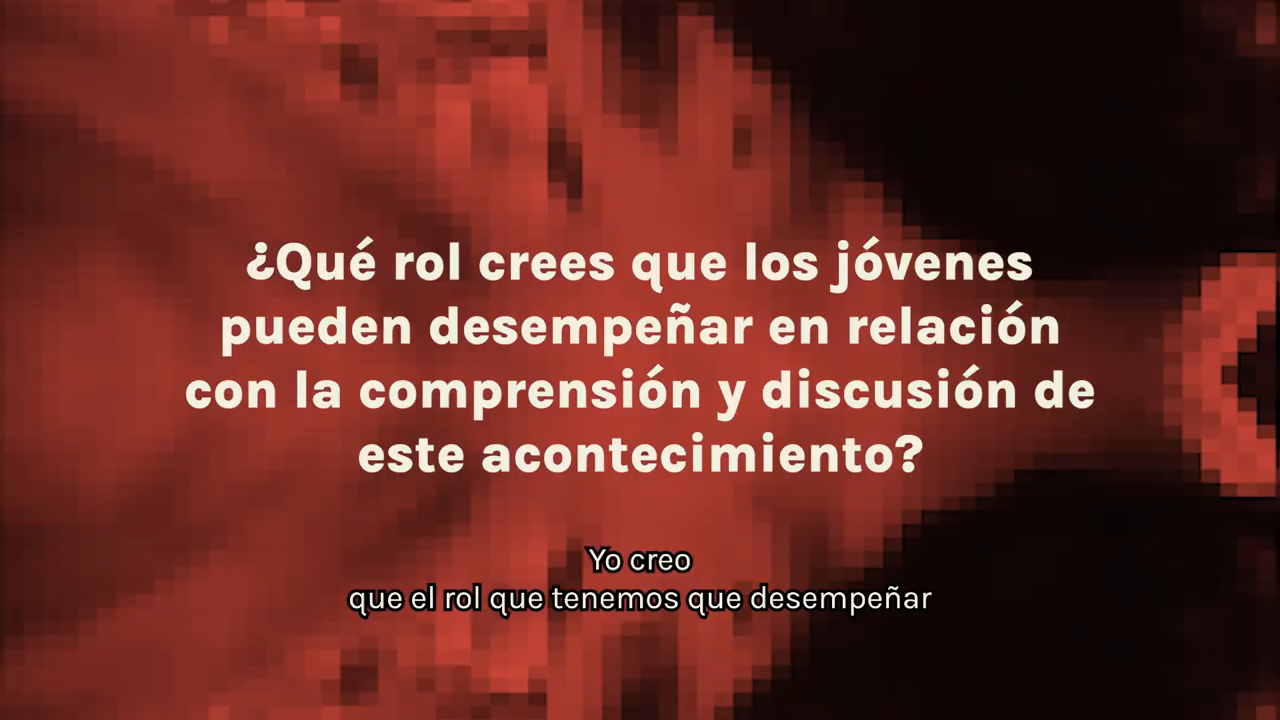 ¿Qué rol crees que los jóvenes
pueden desempeñar en relación
con la comprensión y discusión de
este acontecimiento?
Yo creo
que el rol que tenemos que desempeñar